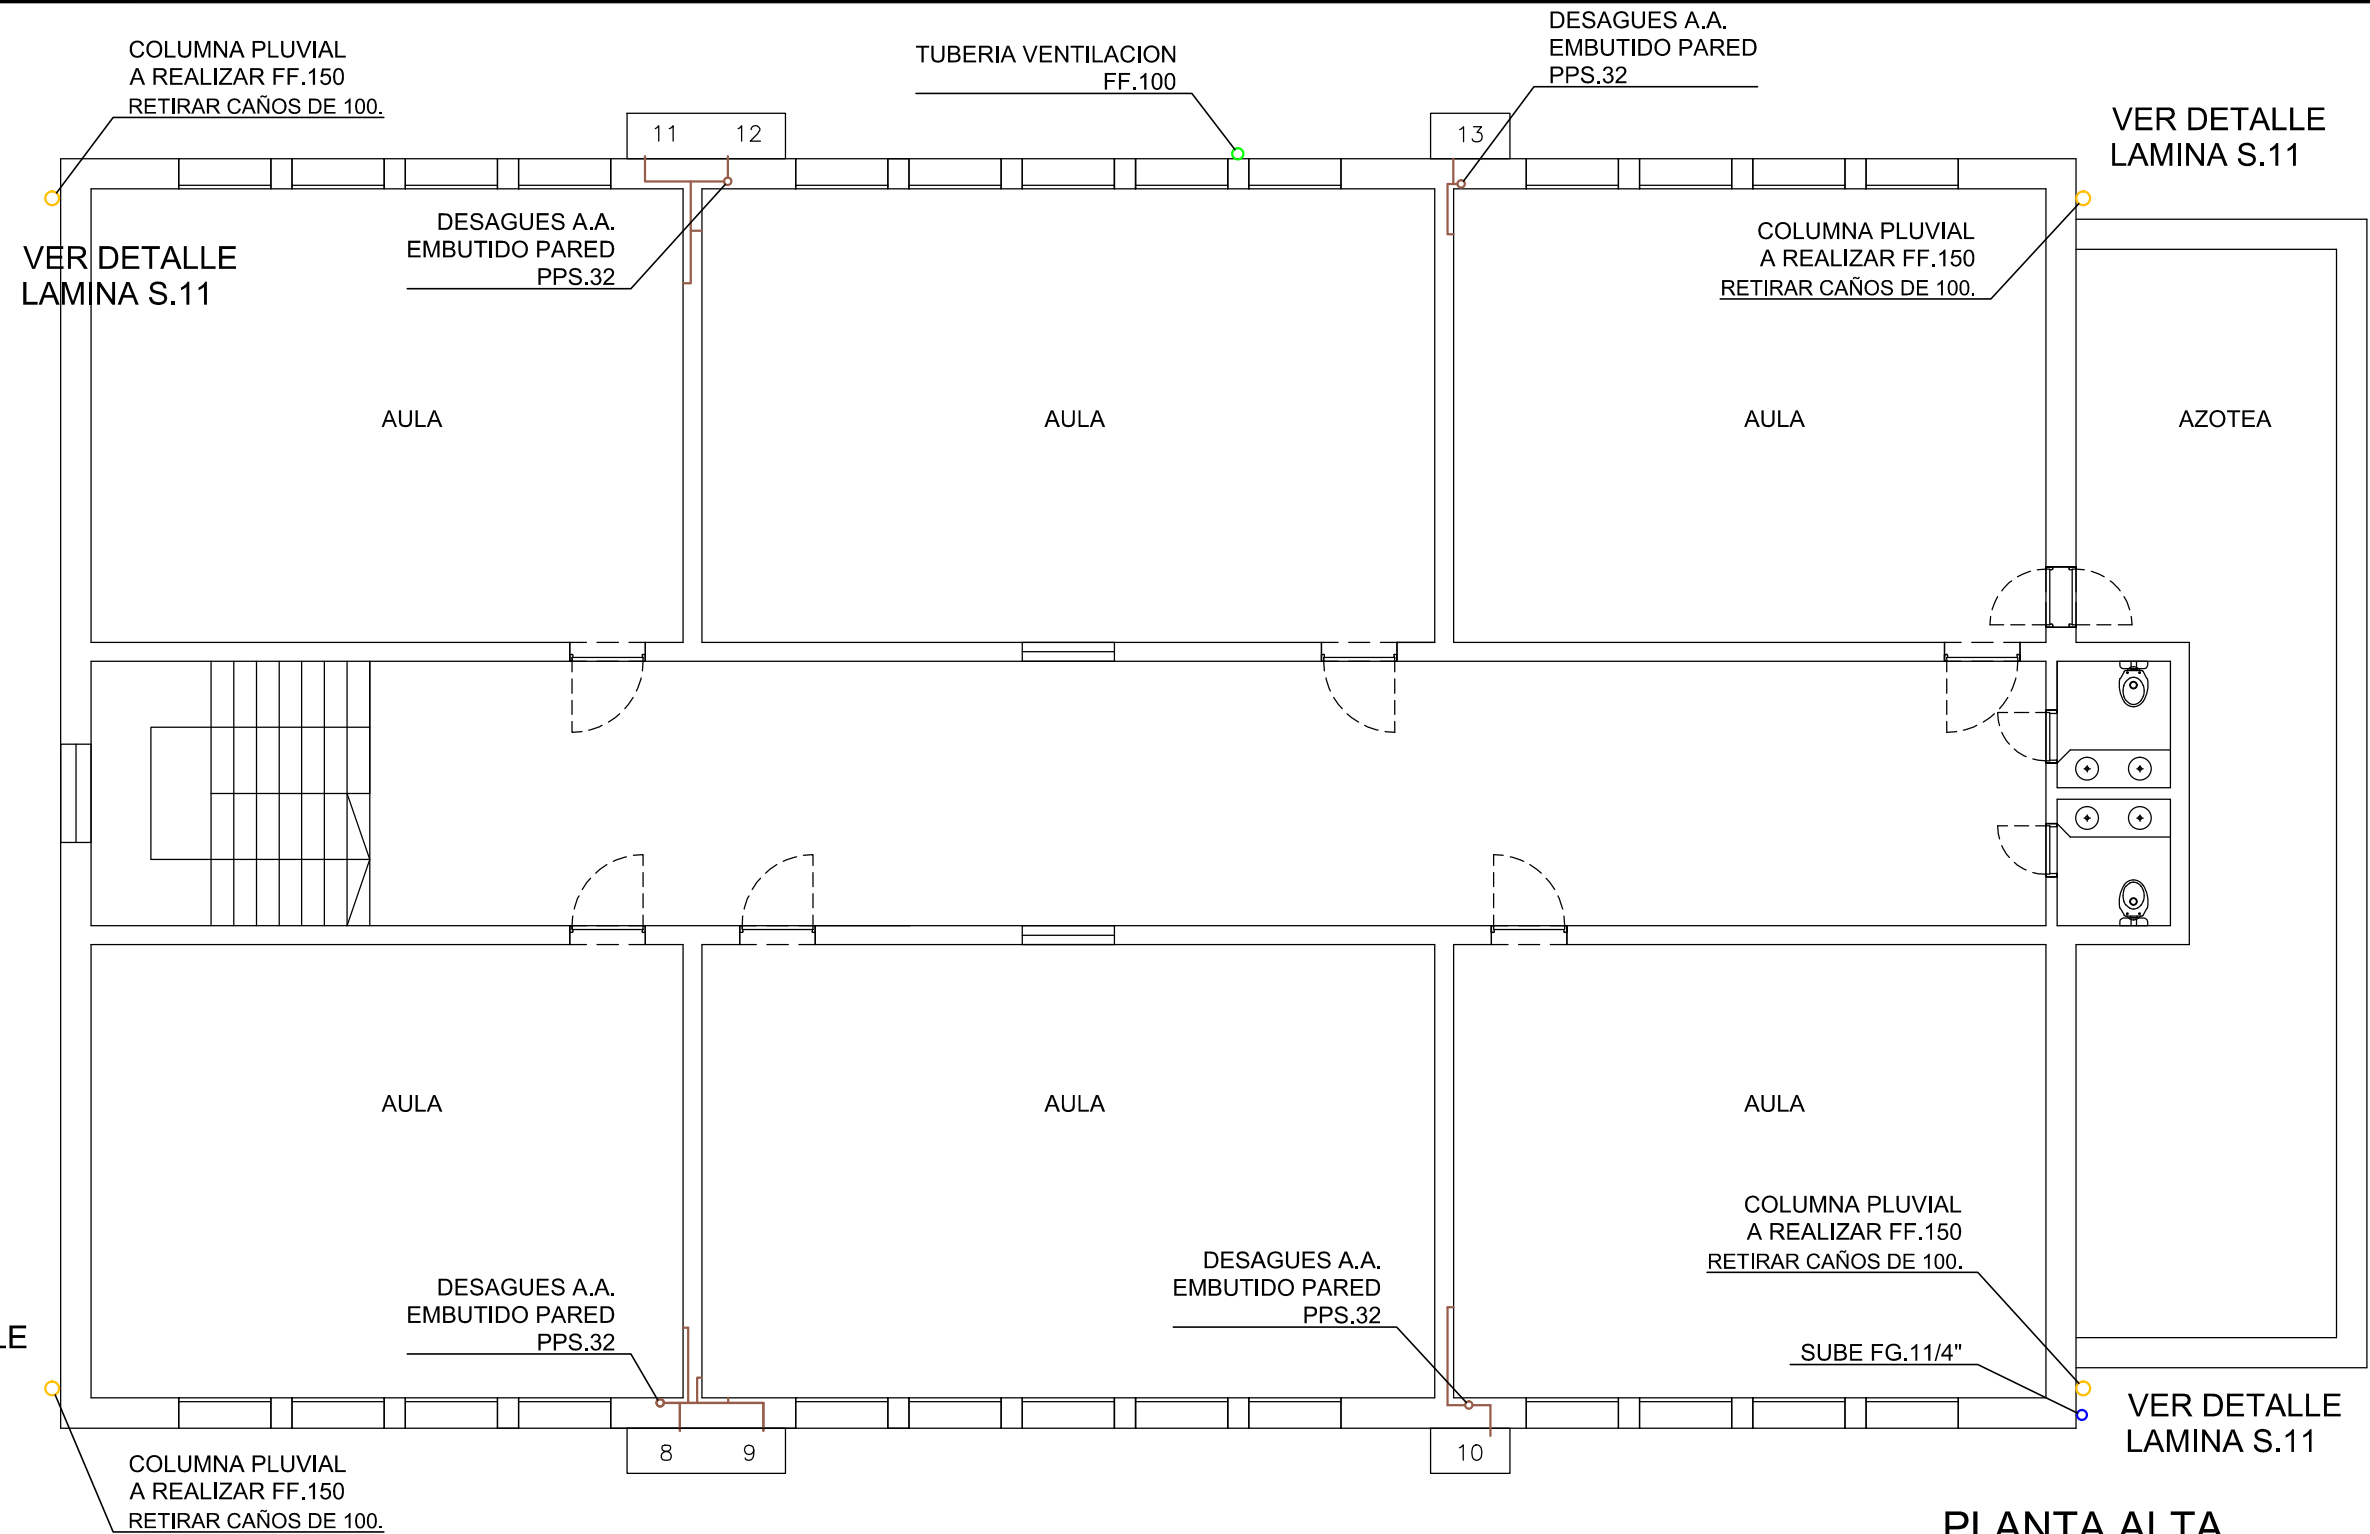 COLUMNA PLUVIAL
A REALIZAR FF.150
RETIRAR CAÑOS DE 100.
TUBERIA VENTILACION
FF.100
DESAGUES A.A.
EMBUTIDO PARED
PPS.32
VER DETALLE
LAMINA S.11
11
12
13
VER DETALLE
LAMINA S.11
DESAGUES A.A.
EMBUTIDO PARED
PPS.32
COLUMNA PLUVIAL
A REALIZAR FF.150
RETIRAR CAÑOS DE 100.
AULA
AULA
AULA
AZOTEA
AULA
AULA
AULA
DESAGUES A.A.
EMBUTIDO PARED
PPS.32
DESAGUES A.A.
EMBUTIDO PARED
PPS.32
COLUMNA PLUVIAL
A REALIZAR FF.150
RETIRAR CAÑOS DE 100.
SUBE FG.11/4"
8
9
10
VER DETALLE
LAMINA S.11
COLUMNA PLUVIAL
A REALIZAR FF.150
RETIRAR CAÑOS DE 100.
PLANTA ALTA